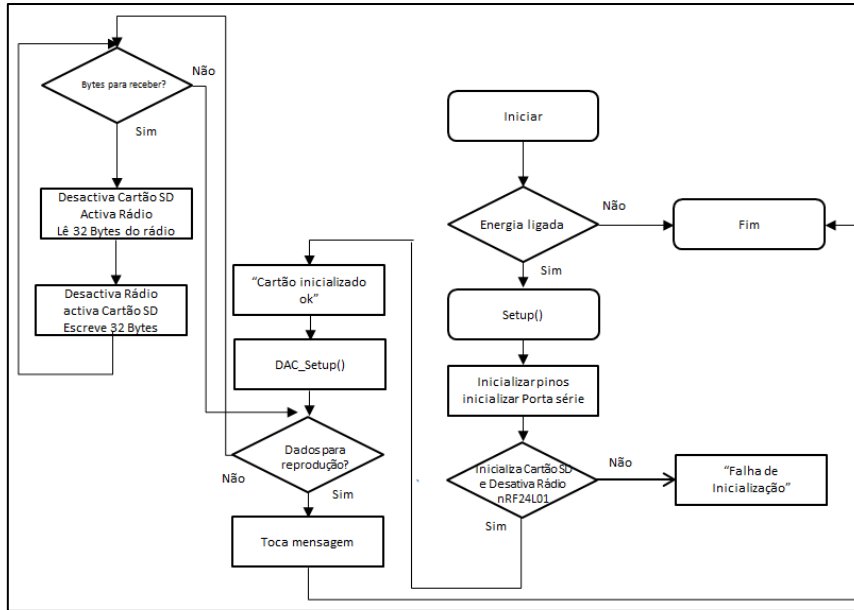 Bytes para receber?
Não
Sim
Desactiva Cartão SD
Activa Rádio
Lê 32 Bytes do rádio
Desactiva Rádio
activa Cartão SD
Escreve 32 Bytes
"Cartão inicializado
ok"
DAC_Setup()
Dados para
reprodução?
Não
Sim
Toca mensagem
Iniciar
Energia ligada
Não
Sim
Fim
Setup()
Inicializar pinos
inicializar Porta série
Inicializa Cartão SD
e Desativa Rádio
nRF24L01
Não
Sim
"Falha de
Inicialização"